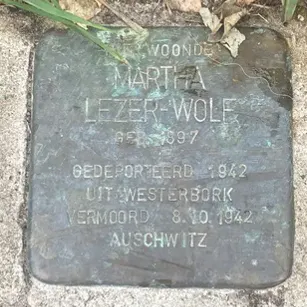 WOONDE
MARTHA
LEZER-WOLF
GEB. 1897
GEDEPORTEERD 1942
UIT WESTERBORK
VERMOORD 8.10.1942
AUSCHWITZ